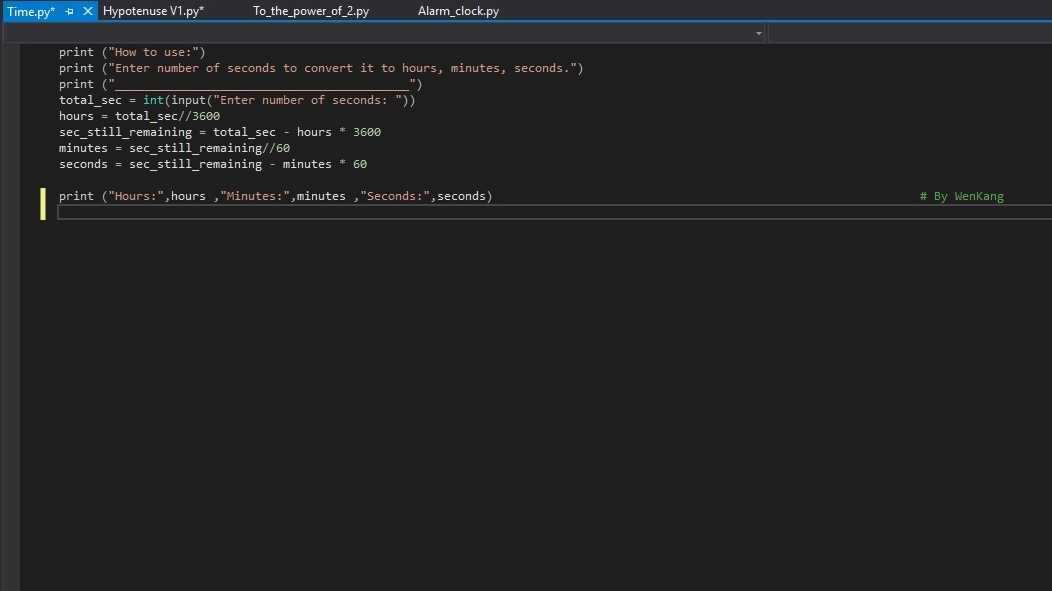 Time.py* Hypotenuse V1.py* To_the_power_of_2.py Alarm_clock.py
print ("How to use:")
print ("Enter number of seconds to convert it to hours, minutes, seconds.")
print ("__________________________________________")
total_sec = int(input("Enter number of seconds: "))
hours = total_sec//3600
sec_still_remaining = total_sec - hours * 3600
minutes = sec_still_remaining//60
seconds = sec_still_remaining - minutes * 60
print ("Hours:",hours ,"Minutes:",minutes ,"Seconds:",seconds) # By WenKang